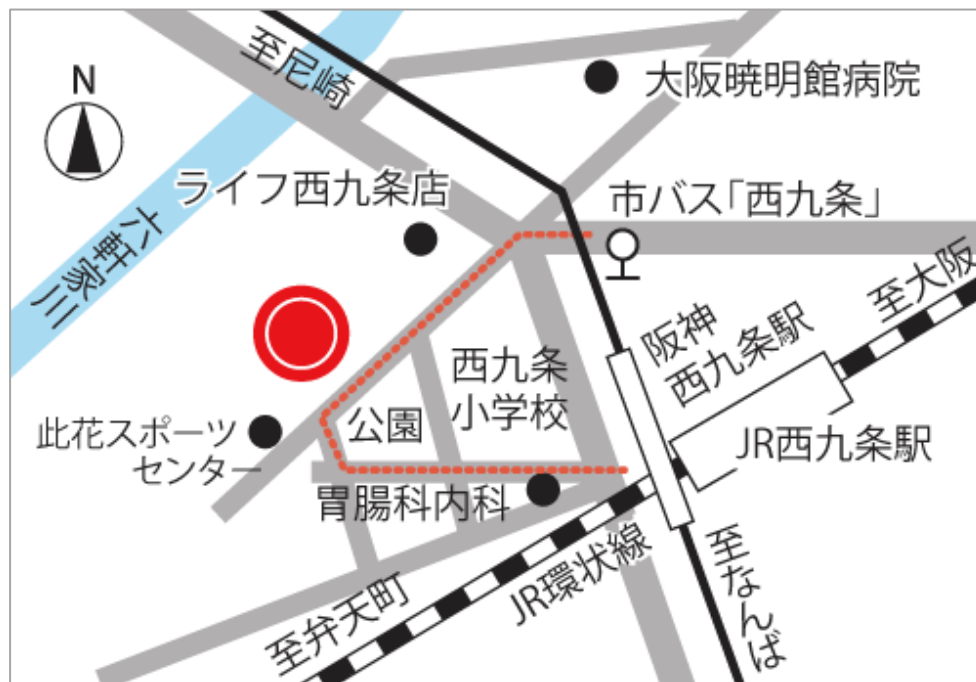 N
至尼崎
大阪暁明館病院
ライフ西九条店
市バス「西九条」
六軒家川
至大阪
阪神
西九条駅
西九条
小学校
公園
此花スポーツ
センター
JR西九条駅
胃腸科内科
JR環状線
至なんば
至弁天町